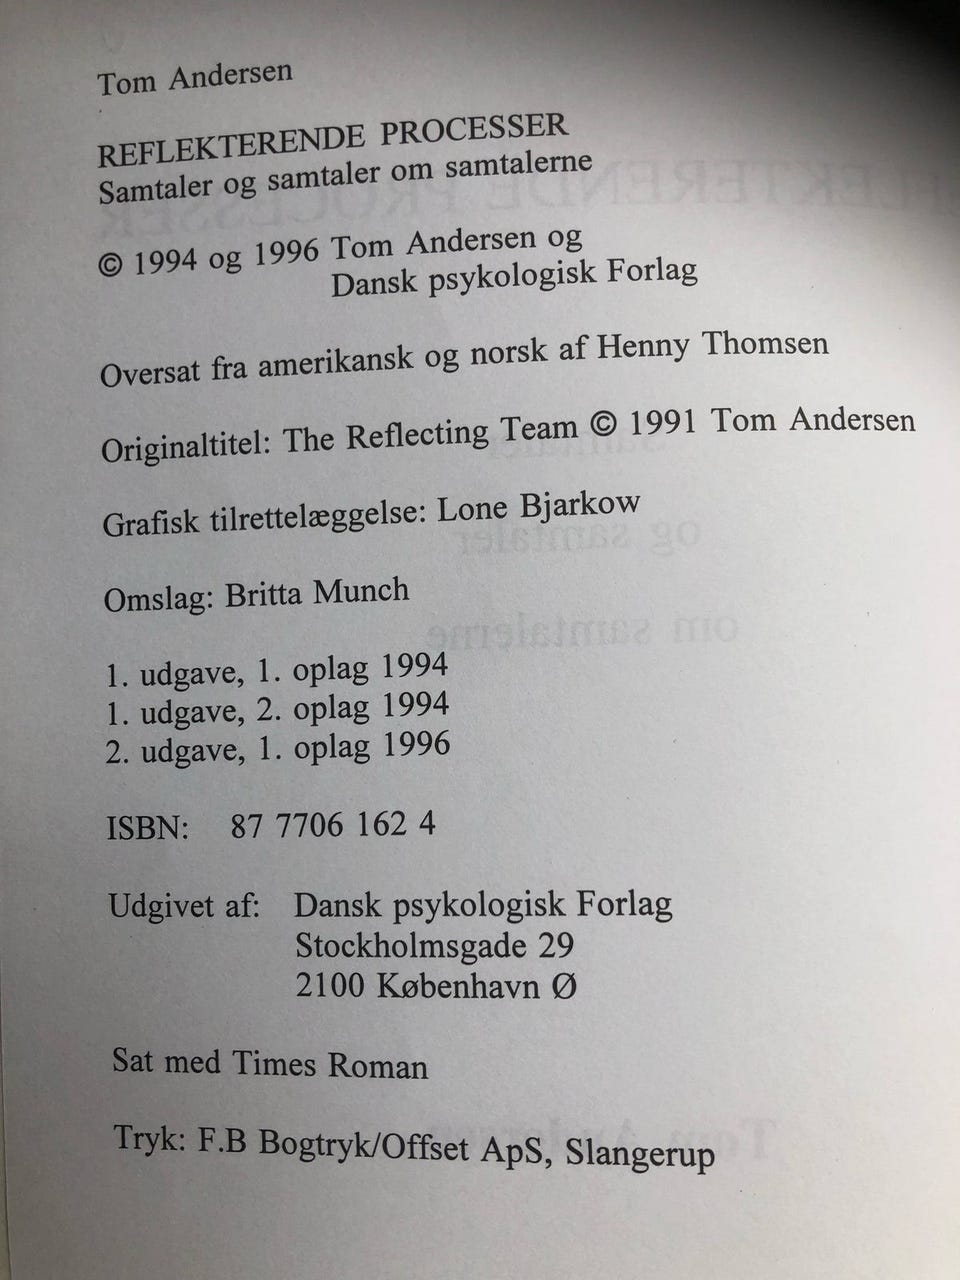 Tom Andersen
REFLEKTERENDE PROCESSER
Samtaler og samtaler om samtalerne
© 1994 og 1996 Tom Andersen og
Dansk psykologisk Forlag
Oversat fra amerikansk og norsk af Henny Thomsen
Originaltitel: The Reflecting Team © 1991 Tom Andersen
Grafisk tilrettelæggelse: Lone Bjarkow
Omslag: Britta Munch
1. udgave, 1. oplag 1994
1. udgave, 2. oplag 1994
2. udgave, 1. oplag 1996
ISBN: 87 7706 162 4
Udgivet af: Dansk psykologisk Forlag
Stockholmsgade 29
2100 København Ø
Sat med Times Roman
Tryk: F.B Bogtryk/Offset ApS, Slangerup